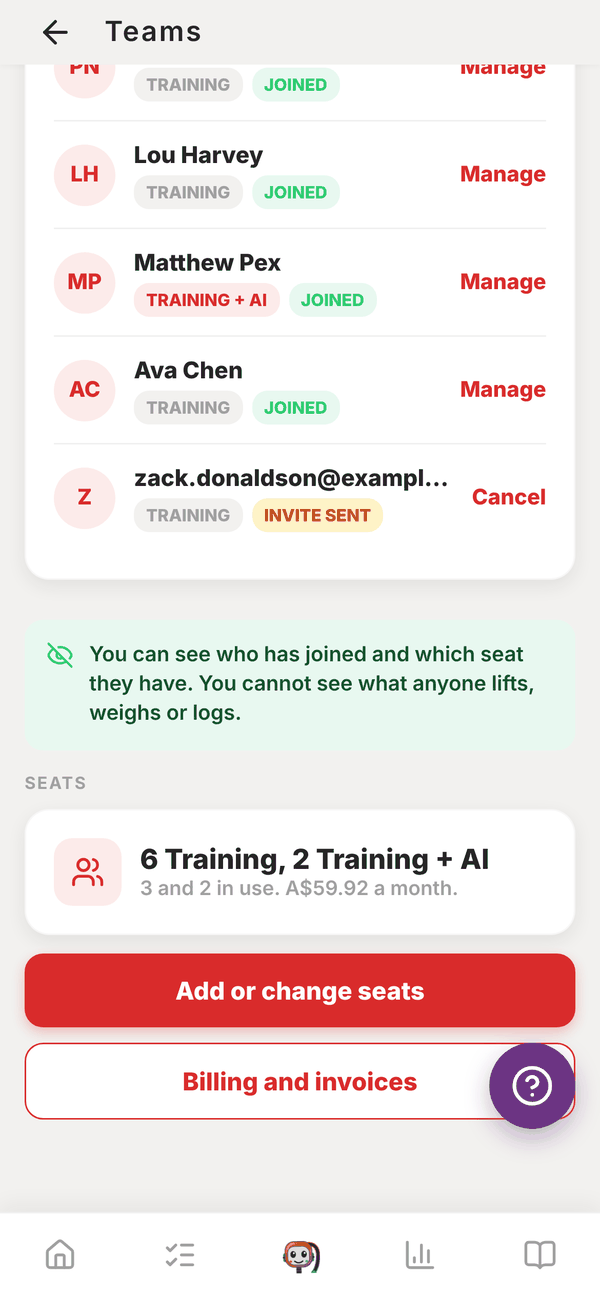 Teams
PN
TRAINING JOINED
Manage
LH
Lou Harvey
TRAINING JOINED
Manage
MP
Matthew Pex
TRAINING + AI JOINED
Manage
AC
Ava Chen
TRAINING JOINED
Manage
Z
zack.donaldson@exampl...
TRAINING INVITE SENT
Cancel
You can see who has joined and which seat
they have. You cannot see what anyone lifts,
weighs or logs.
SEATS
6 Training, 2 Training + AI
3 and 2 in use. A$59.92 a month.
Add or change seats
Billing and invoices